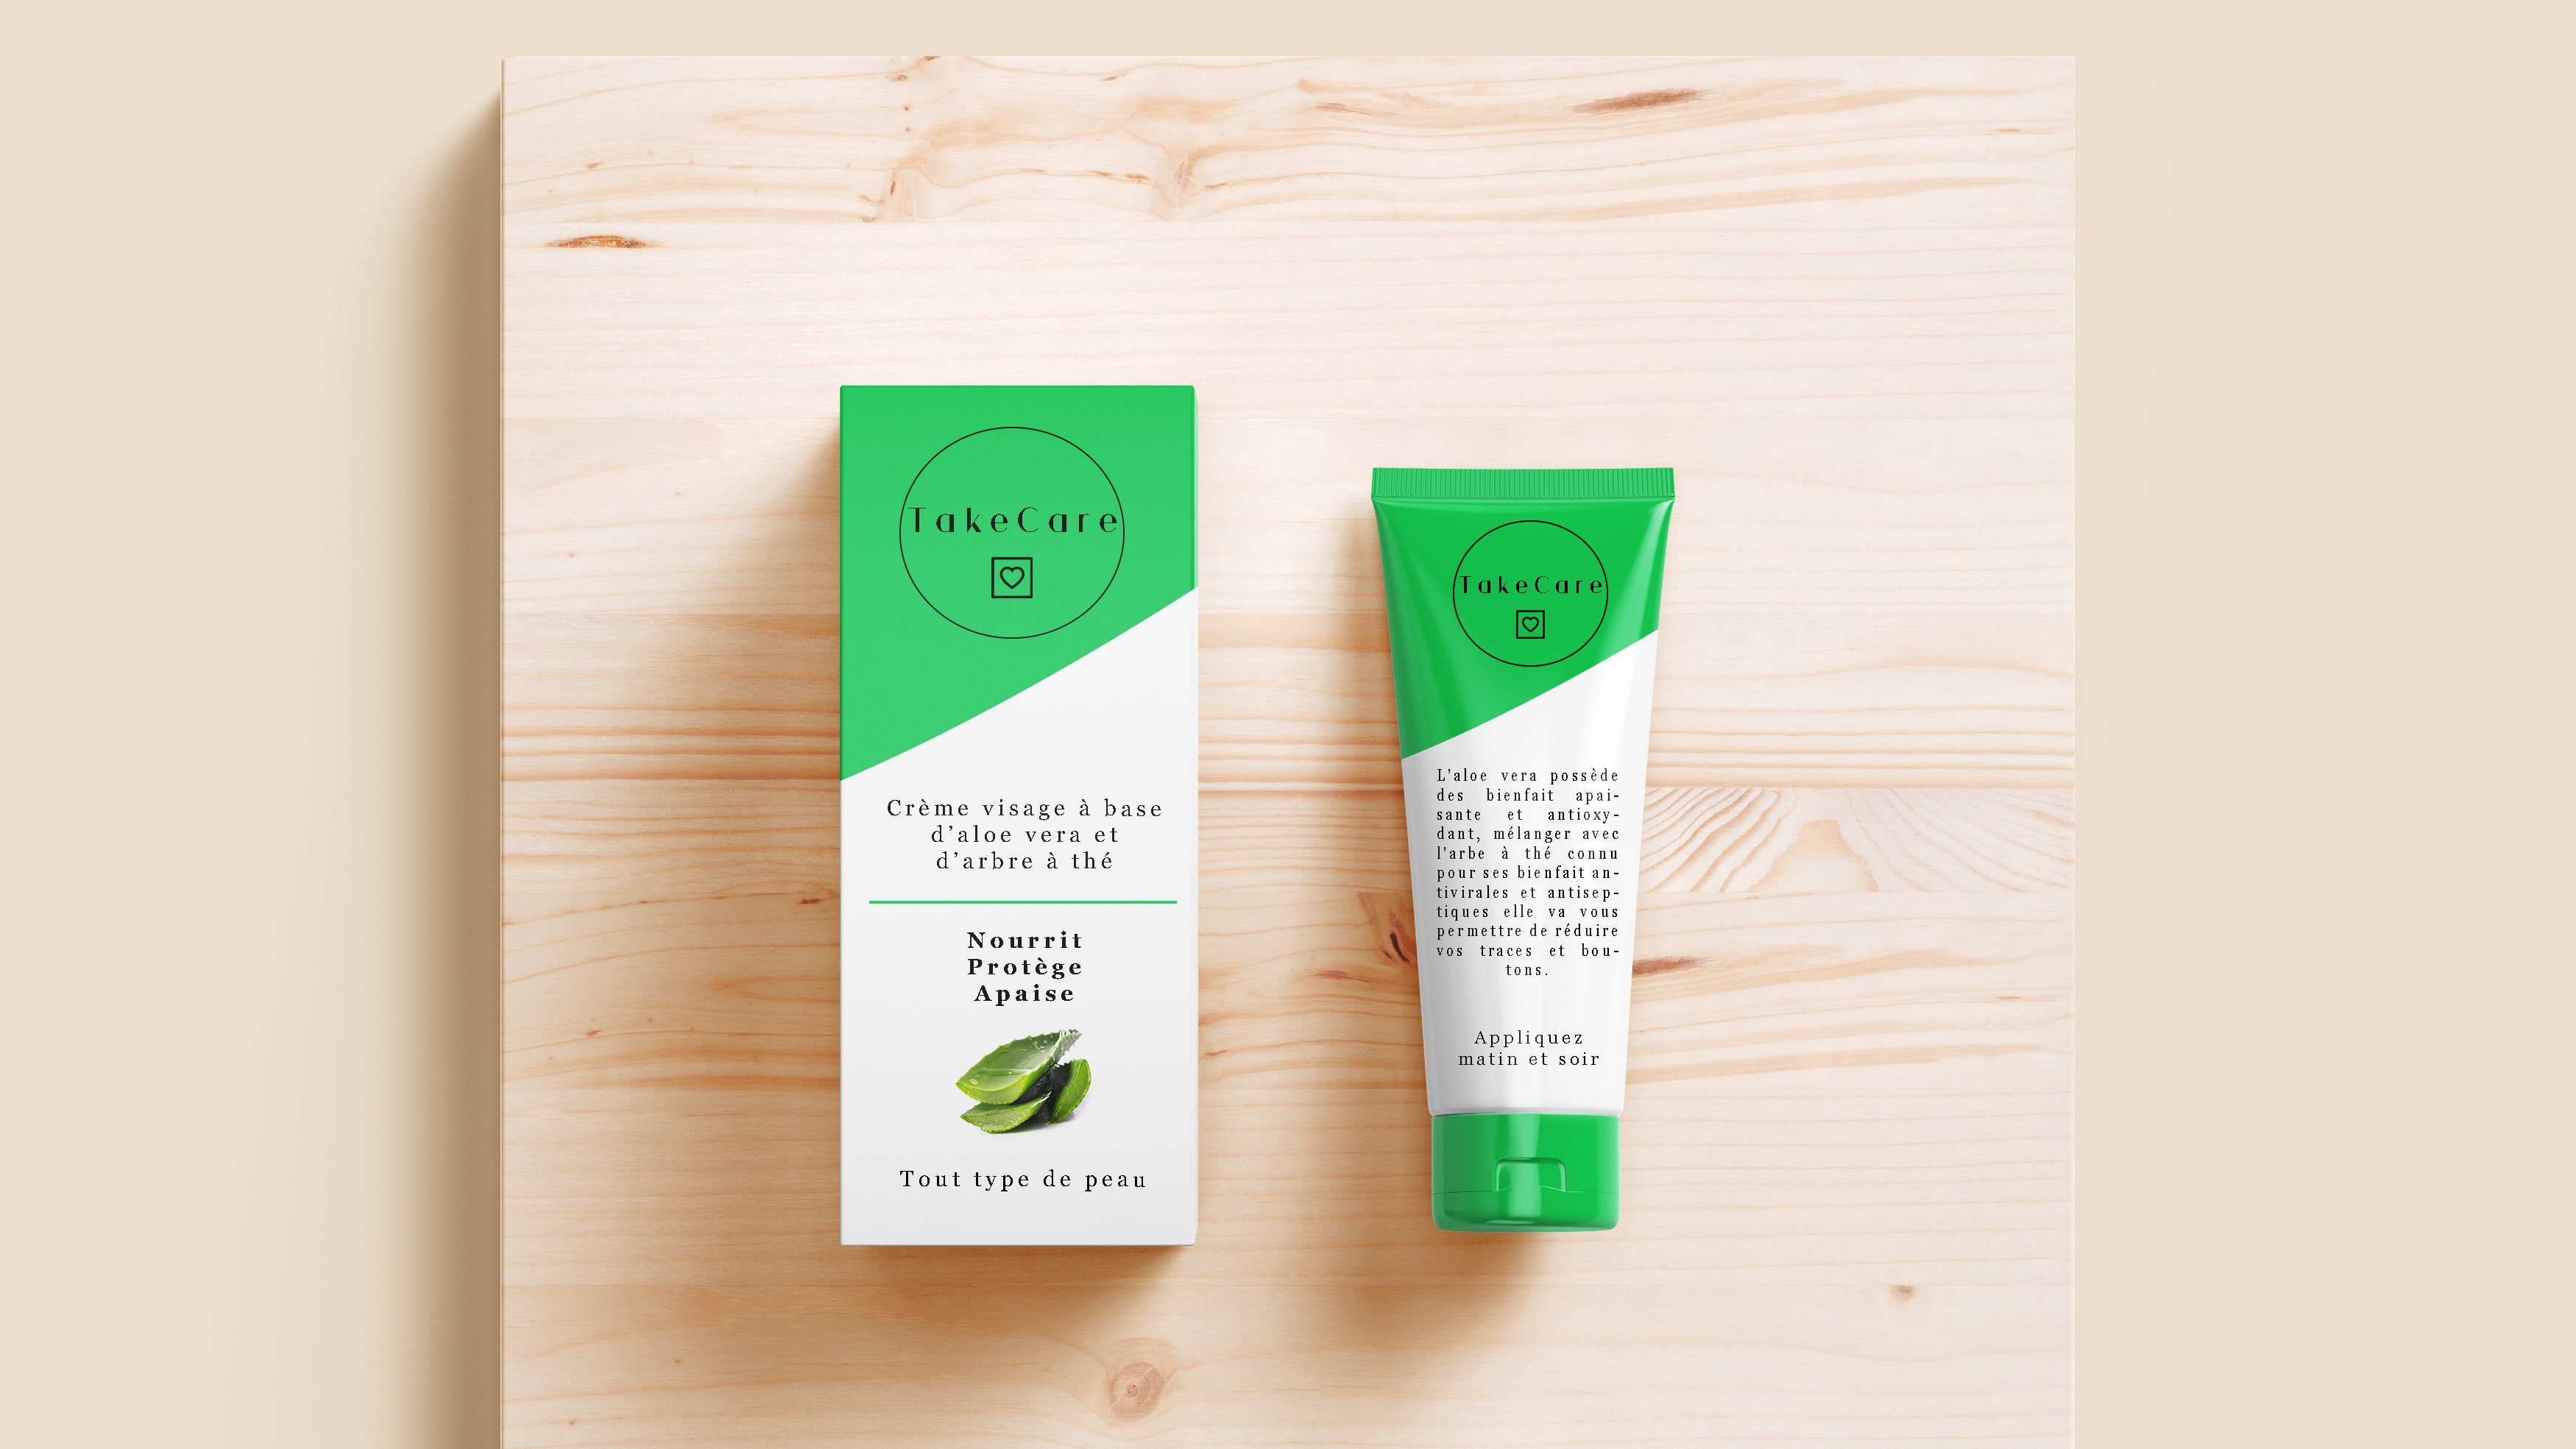 TakeCare
Crème visage à base
d'aloe vera et
d'arbre à thé
Nourrit
Protège
Apaise
Tout type de peau
TakeCare
L'aloe vera possède
des bienfait apai-
sante et antioxy-
dant, mélanger avec
l'arbe à thé connu
pour ses bienfait an-
tivirales et antisep-
tiques elle va vous
permettre de réduire
vos traces et bou-
tons.
Appliquez
matin et soir